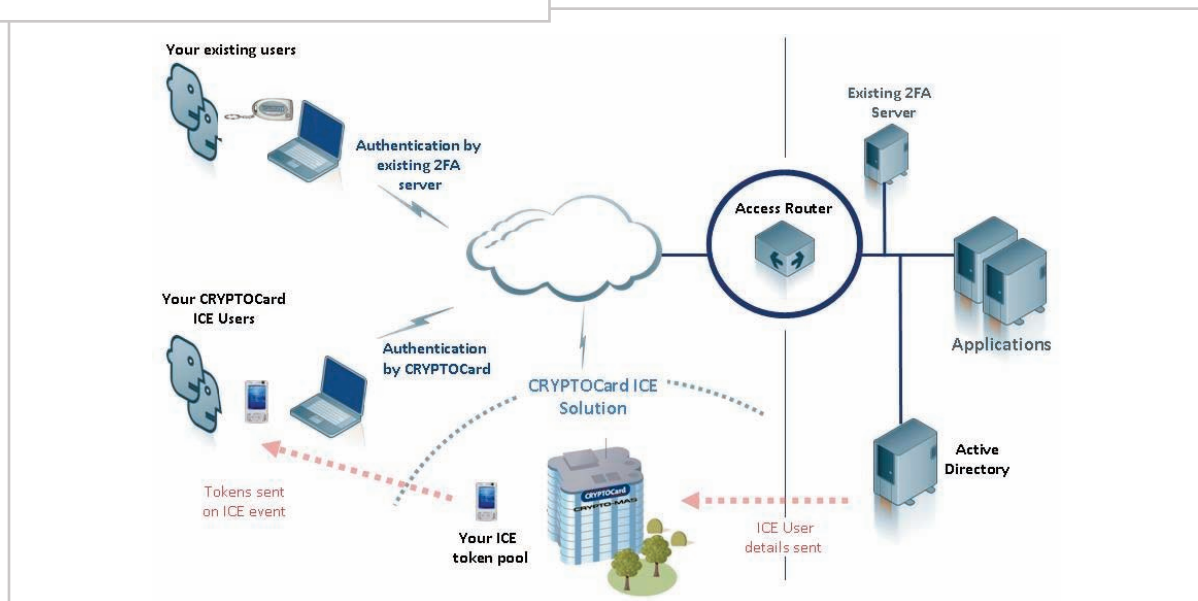 Your existing users
Existing 2FA
Server
Authentication by
existing 2FA
server
Access Router
Your CRYPTOCard
ICE Users
Authentication
by CRYPTOCard
Applications
CRYPTOCard ICE
Solution
Active
Directory
CRYPTOCard
CRYPTO-MAS
Tokens sent
on ICE event
Your ICE
token pool
ICE User
details sent